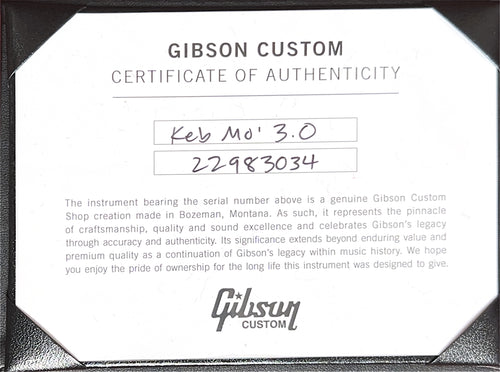 GIBSON CUSTOM
CERTIFICATE OF AUTHENTICITY
Keb Mo' 3.0
22983034
The instrument bearing the serial number above is a genuine Gibson Custom
Shop creation made in Bozeman, Montana. As such, it represents the pinnacle
of craftsmanship, quality and sound excellence and celebrates Gibson's legacy
through accuracy and authenticity. Its significance extends beyond enduring value and
premium quality as a continuation of Gibson's legacy within music history. We hope
you enjoy the pride of ownership for the long life this instrument was designed to give.
Gibson
CUSTOM